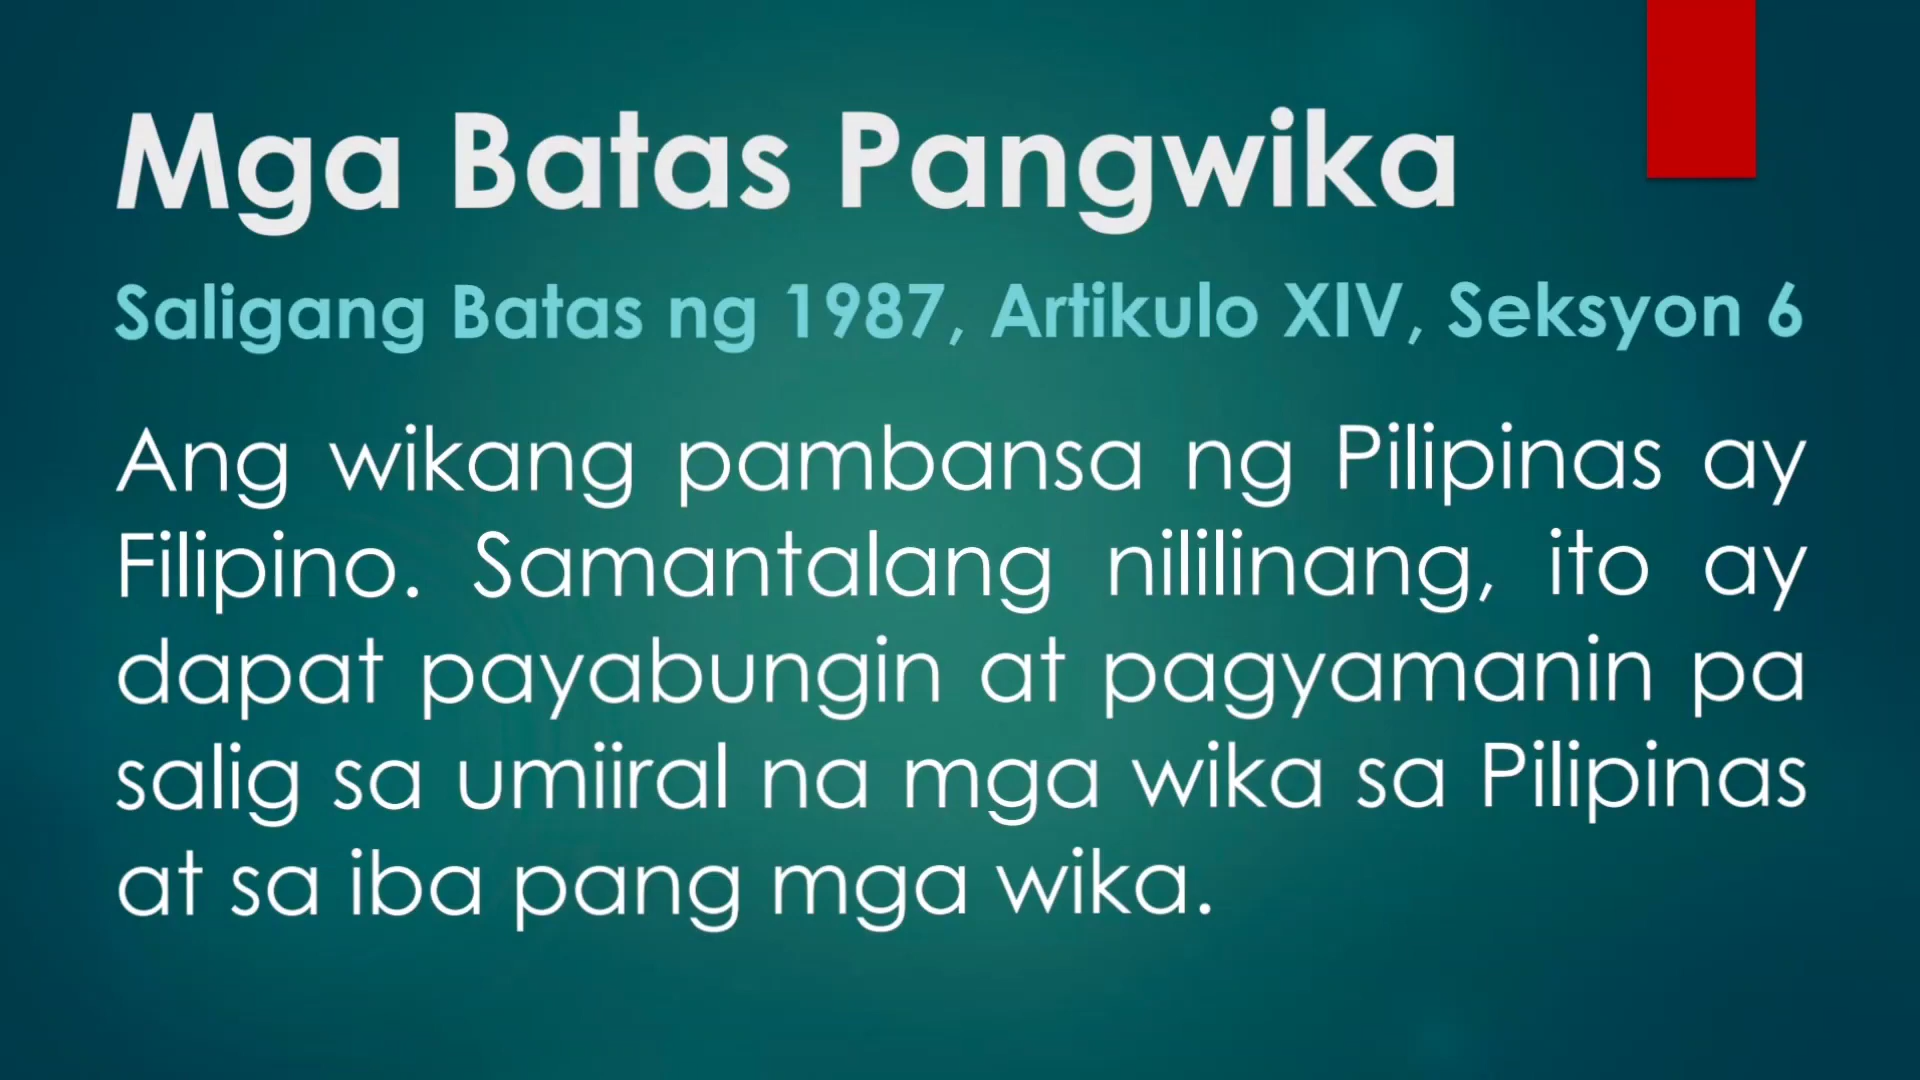 Mga Batas Pangwika
Saligang Batas ng 1987, Artikulo XIV, Seksyon 6
Ang wikang pambansa ng Pilipinas ay
Filipino. Samantalang nililinang, ito ay
dapat payabungin at pagyamanin pa
salig sa umiiral na mga wika sa Pilipinas
at sa iba pang mga wika.